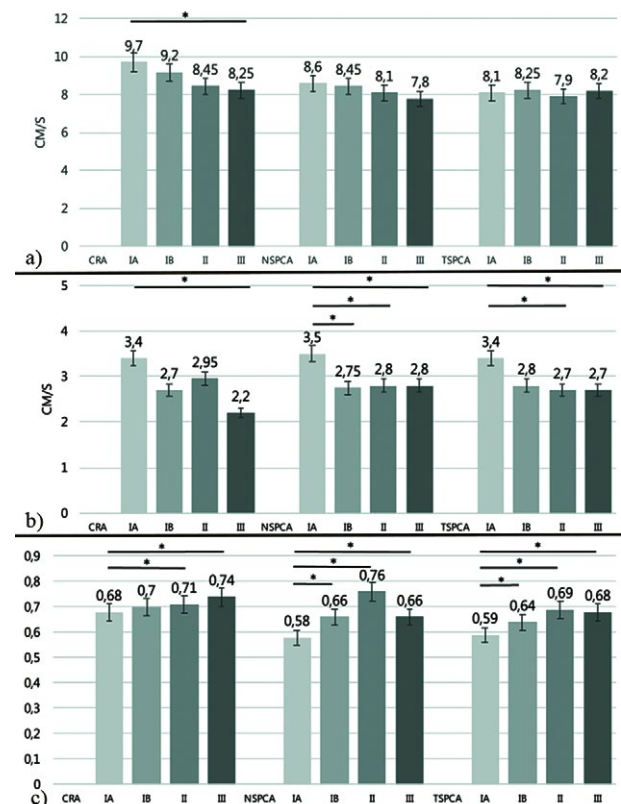 a)
*
12
10
8
6
4
2
0
CM/S
9,7 9,2 8,45 8,25 8,6 8,45 8,1 7,8 8,1 8,25 7,9 8,2
CRA IA IB II III NSPCA IA IB II III TSPCA IA IB II III
b)
* * *
* *
*
5
4
3
2
1
0
CM/S
3,4 2,7 2,95 2,2 3,5 2,75 2,8 2,8 3,4 2,8 2,7 2,7
CRA IA IB II III NSPCA IA IB II III TSPCA IA IB II III
c)
* * *
* * *
* *
0,9
0,8
0,7
0,6
0,5
0,4
0,3
0,2
0,1
0
0,68 0,7 0,71 0,74 0,58 0,66 0,76 0,66 0,59 0,64 0,69 0,68
CRA IA IB II III NSPCA IA IB II III TSPCA IA IB II III